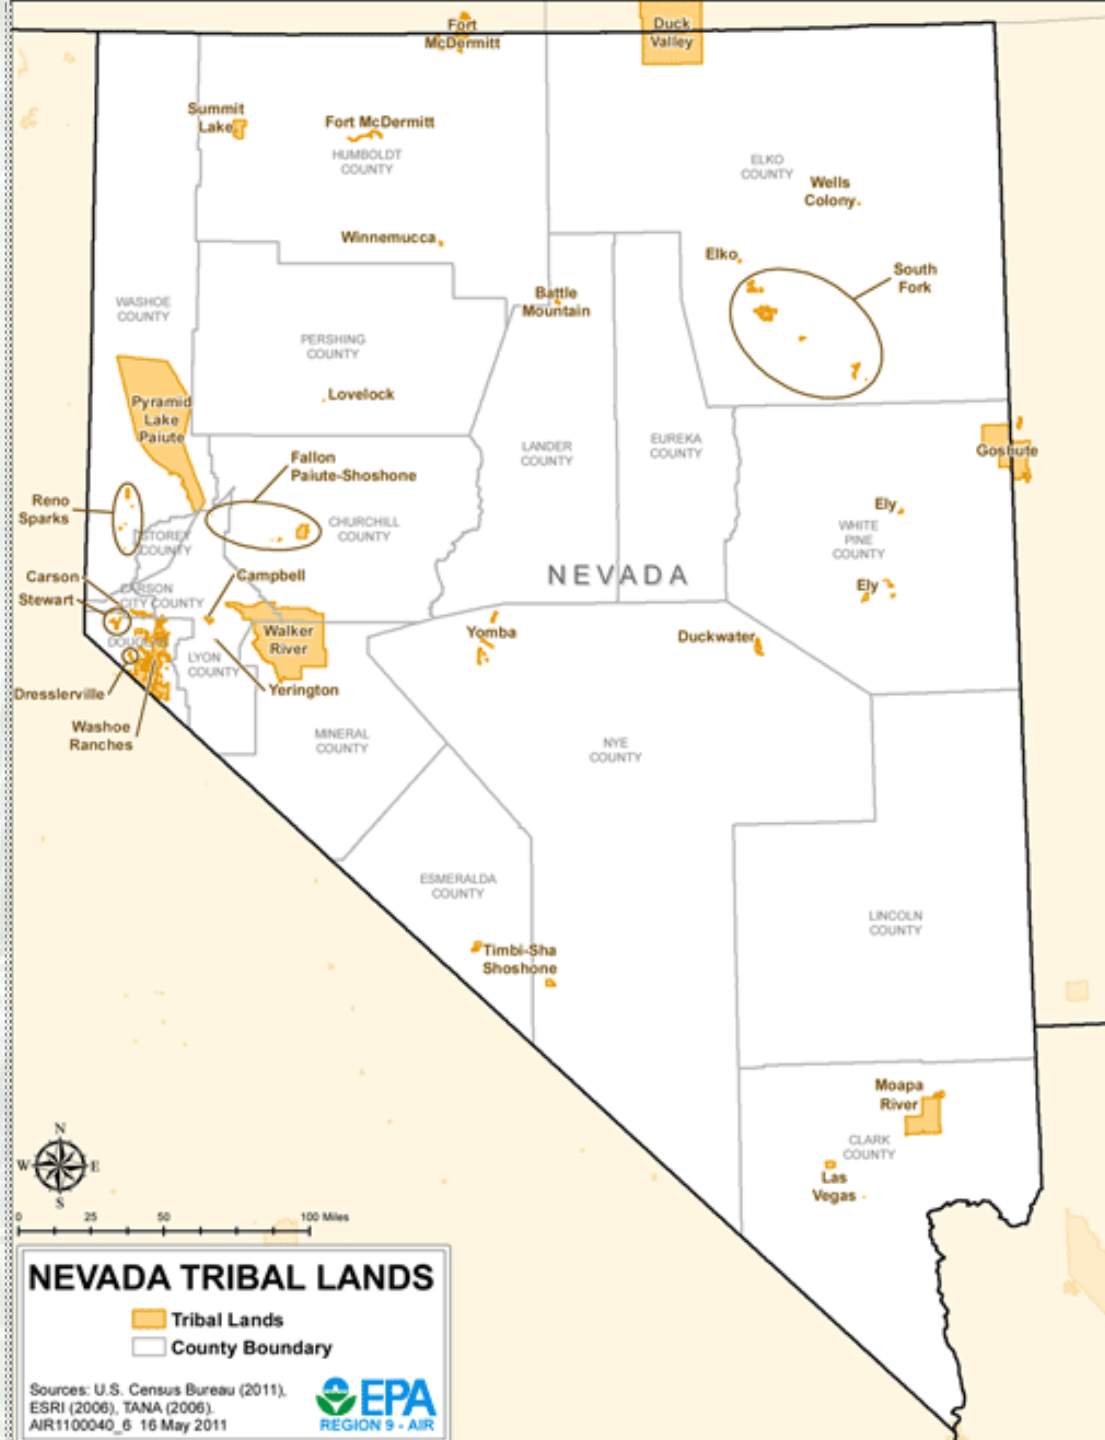 Fort
McDermitt
Duck
Valley
Summit
Lake
Fort McDermitt
HUMBOLDT
COUNTY
ELKO
COUNTY
Wells
Colony
Winnemucca
Elko
South
Fork
Battle
Mountain
WASHOE
COUNTY
PERSHING
COUNTY
Lovelock
Pyramid
Lake
Paiute
LANDER
COUNTY
EUREKA
COUNTY
Goshute
Fallon
Paiute-Shoshone
Reno
Sparks
STOREY
COUNTY
CHURCHILL
COUNTY
Ely
WHITE
PINE
COUNTY
NEVADA
Carson
Stewart
CARSON
CITY COUNTY
Campbell
Ely
DOUGLAS
Walker
River
Yomba
Duckwater
LYON
COUNTY
Dresslerville
Yerington
Washoe
Ranches
MINERAL
COUNTY
NYE
COUNTY
ESMERALDA
COUNTY
LINCOLN
COUNTY
Timbi-Sha
Shoshone
Moapa
River
CLARK
COUNTY
Las
Vegas
N
W E
S
0 25 50 100 Miles
NEVADA TRIBAL LANDS
Tribal Lands
County Boundary
Sources: U.S. Census Bureau (2011),
ESRI (2006), TANA (2006).
AIR1100040_6 16 May 2011
EPA
REGION 9 - AIR